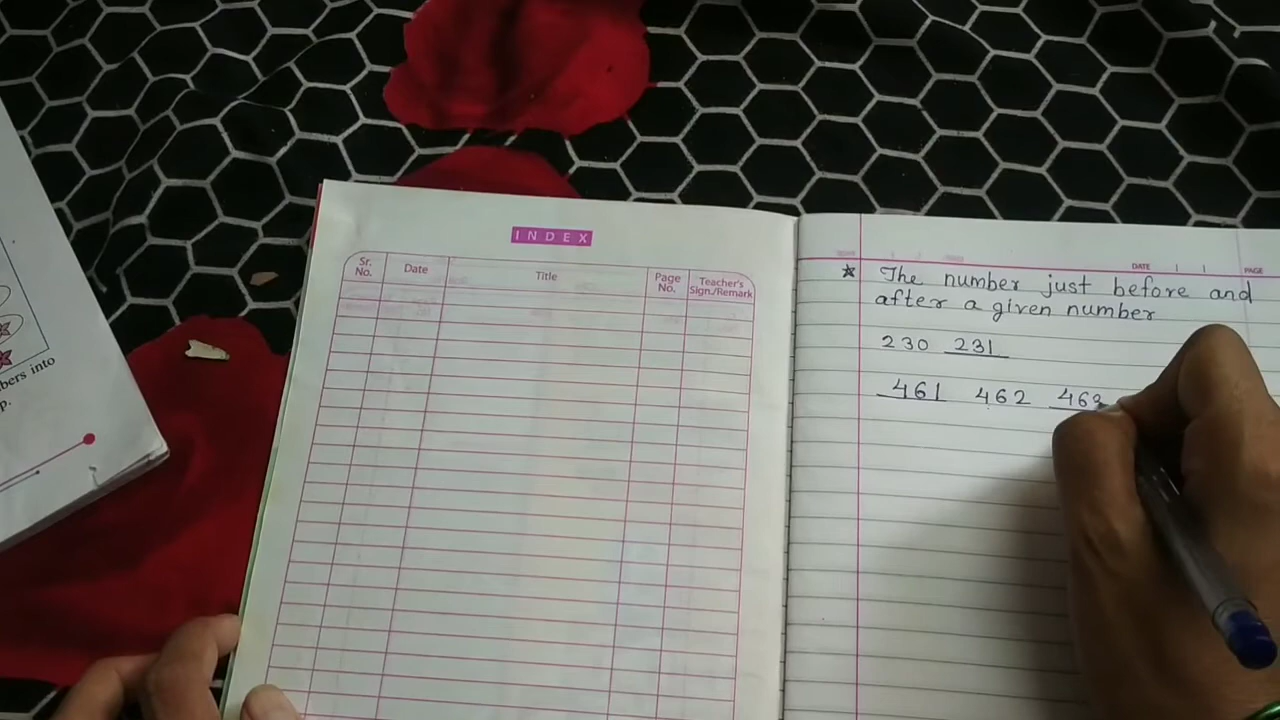 bers into
p.
INDEX
Sr. No.
Date
Title
Page No.
Teacher's Sign./Remark
DATE
PAGE
* The number just before and
after a given number
230 231
461 462 463